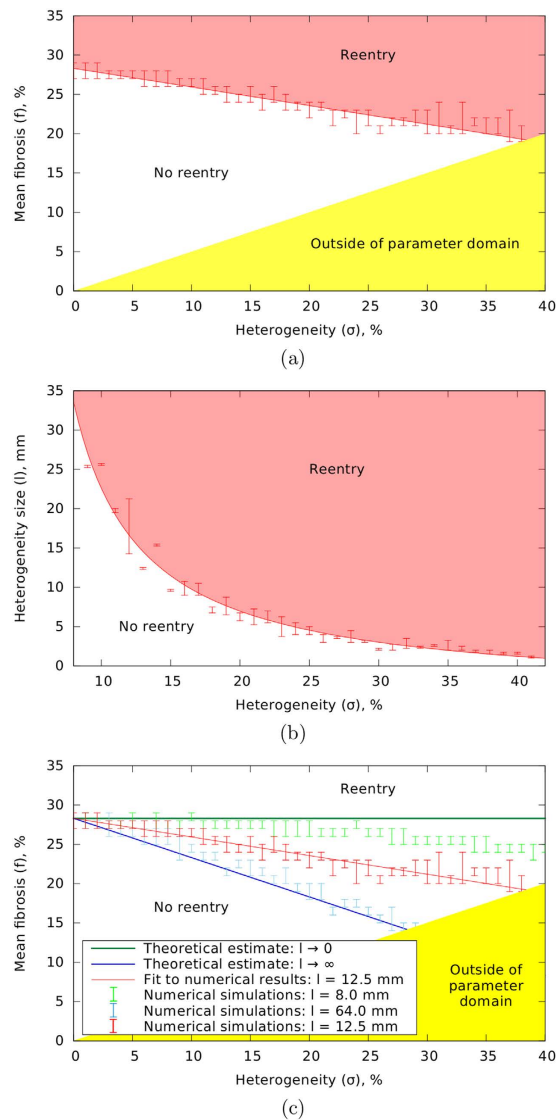 35
30
25
20
15
10
5
0
Mean fibrosis (f), %
Reentry
No reentry
Outside of parameter domain
0 5 10 15 20 25 30 35 40
Heterogeneity (σ), %
(a)
35
30
25
20
15
10
5
0
Heterogeneity size (l), mm
Reentry
No reentry
10 15 20 25 30 35 40
Heterogeneity (σ), %
(b)
35
30
25
20
15
10
5
0
Mean fibrosis (f), %
Reentry
No reentry
Theoretical estimate: l → 0
Theoretical estimate: l → ∞
Fit to numerical results: l = 12.5 mm
Numerical simulations: l = 8.0 mm
Numerical simulations: l = 64.0 mm
Numerical simulations: l = 12.5 mm
Outside of
parameter
domain
0 5 10 15 20 25 30 35 40
Heterogeneity (σ), %
(c)